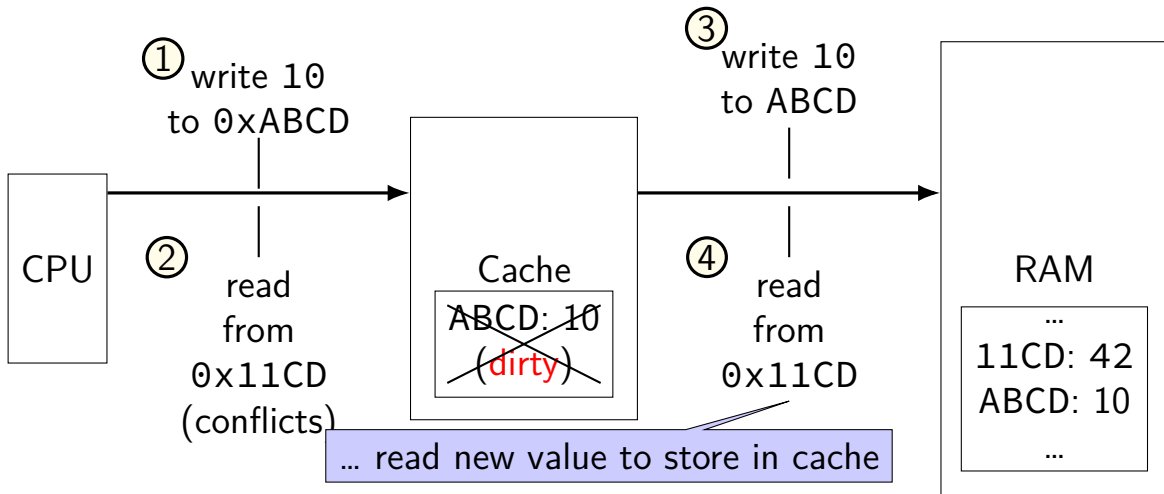 ①
write 10
to 0xABCD
③
write 10
to ABCD
CPU
②
read
from
0x11CD
(conflicts)
Cache
ABCD: 10
(dirty)
④
read
from
0x11CD
RAM
...
11CD: 42
ABCD: 10
...
... read new value to store in cache